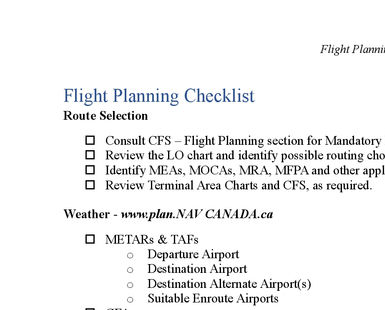 Flight Planni
Flight Planning Checklist
Route Selection
Consult CFS – Flight Planning section for Mandatory
Review the LO chart and identify possible routing cho
Identify MEAs, MOCAs, MRA, MFPA and other appl
Review Terminal Area Charts and CFS, as required.
Weather - www.plan.NAV CANADA.ca
METARs & TAFs
Departure Airport
Destination Airport
Destination Alternate Airport(s)
Suitable Enroute Airports